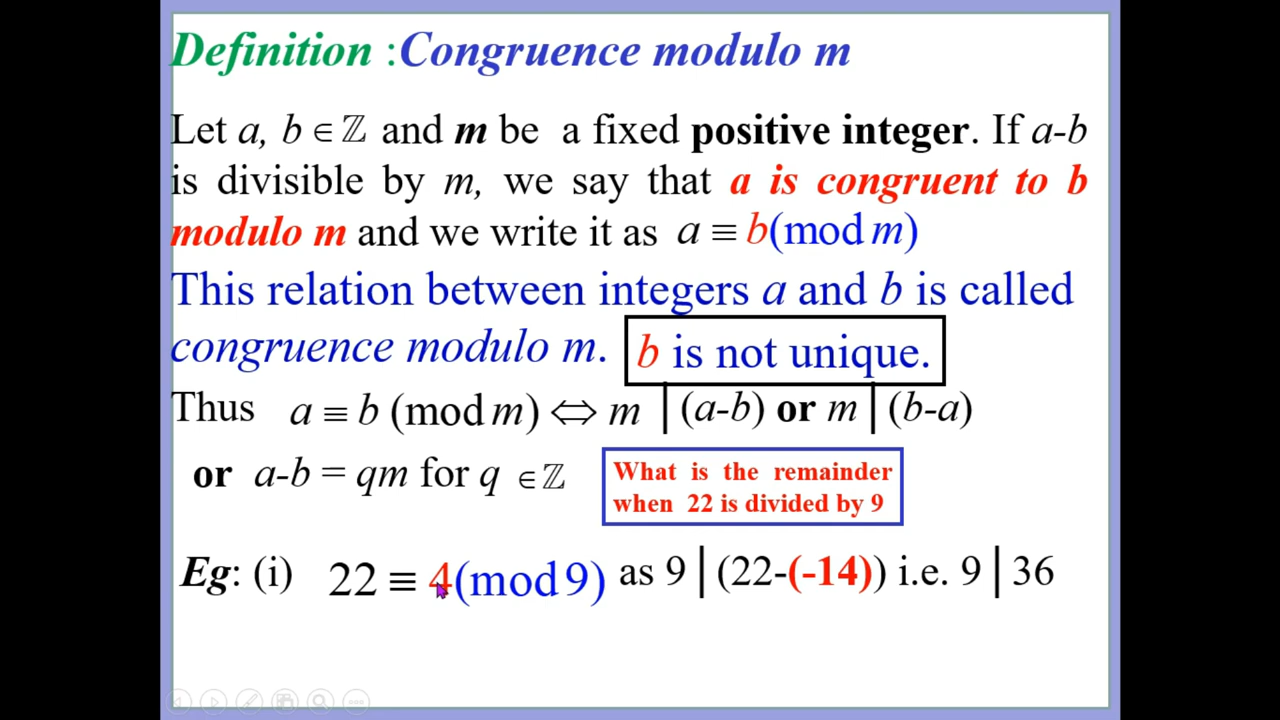 Definition :Congruence modulo m
Let a, b ∈ ℤ and m be a fixed positive integer. If a-b
is divisible by m, we say that a is congruent to b
modulo m and we write it as a ≡ b(mod m)
This relation between integers a and b is called
congruence modulo m. b is not unique.
Thus a ≡ b (mod m) ⇔ m | (a-b) or m | (b-a)
or a-b = qm for q ∈ ℤ
What is the remainder
when 22 is divided by 9
Eg: (i) 22 ≡ 4(mod 9) as 9 | (22-(-14)) i.e. 9 | 36